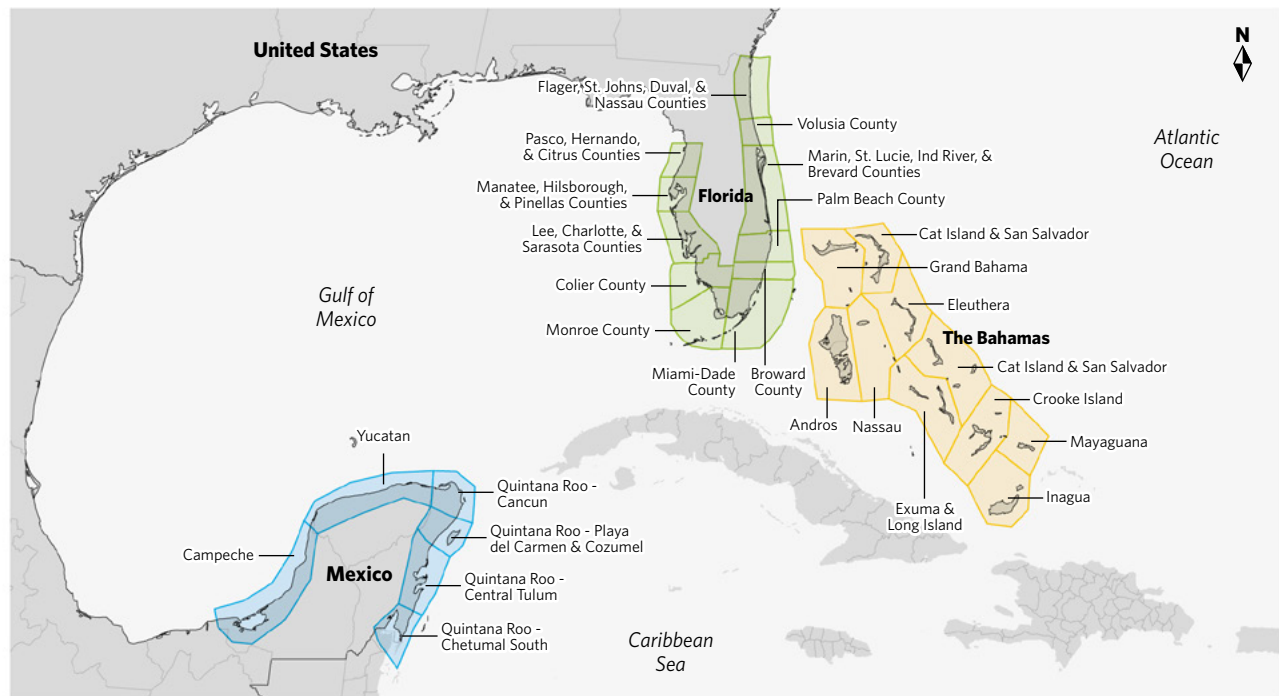 United States
N
Flager, St. Johns, Duval, &
Nassau Counties
Volusia County
Atlantic
Ocean
Pasco, Hernando,
& Citrus Counties
Marin, St. Lucie, Ind River, &
Brevard Counties
Manatee, Hilsborough,
& Pinellas Counties
Florida
Palm Beach County
Lee, Charlotte, &
Sarasota Counties
Cat Island & San Salvador
Grand Bahama
Colier County
Gulf of
Mexico
Eleuthera
Monroe County
The Bahamas
Miami-Dade
County
Broward
County
Cat Island & San Salvador
Crooke Island
Andros
Nassau
Yucatan
Mayaguana
Quintana Roo -
Cancun
Inagua
Exuma &
Long Island
Quintana Roo - Playa
del Carmen & Cozumel
Campeche
Mexico
Quintana Roo -
Central Tulum
Quintana Roo -
Chetumal South
Caribbean
Sea